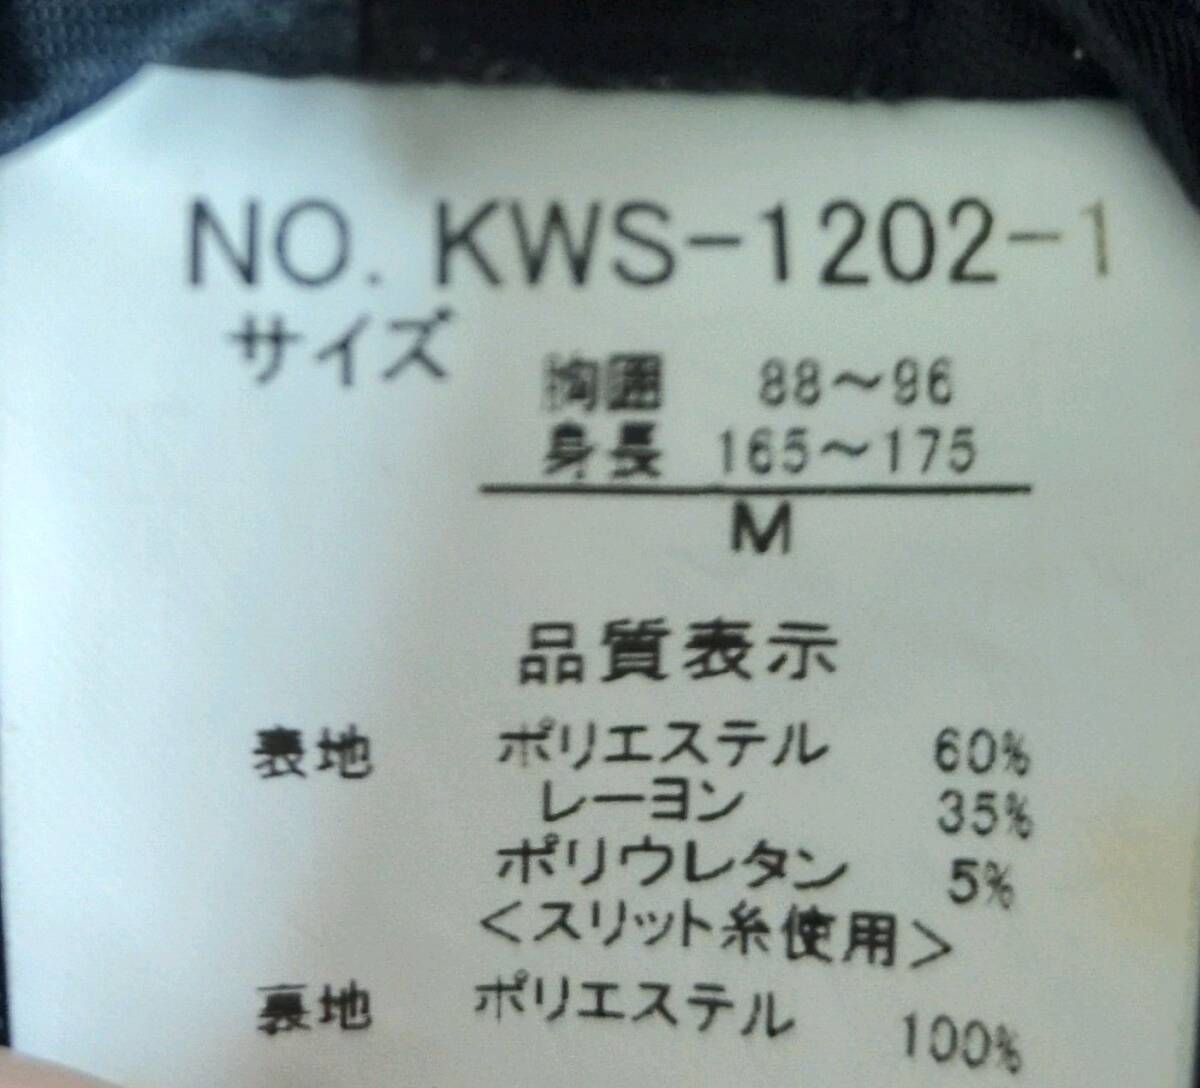 NO. KWS-1202-1
サイズ
胸囲 88～96
身長 165～175
M
品質表示
表地 ポリエステル 60%
レーヨン 35%
ポリウレタン 5%
＜スリット糸使用＞
裏地 ポリエステル 100%